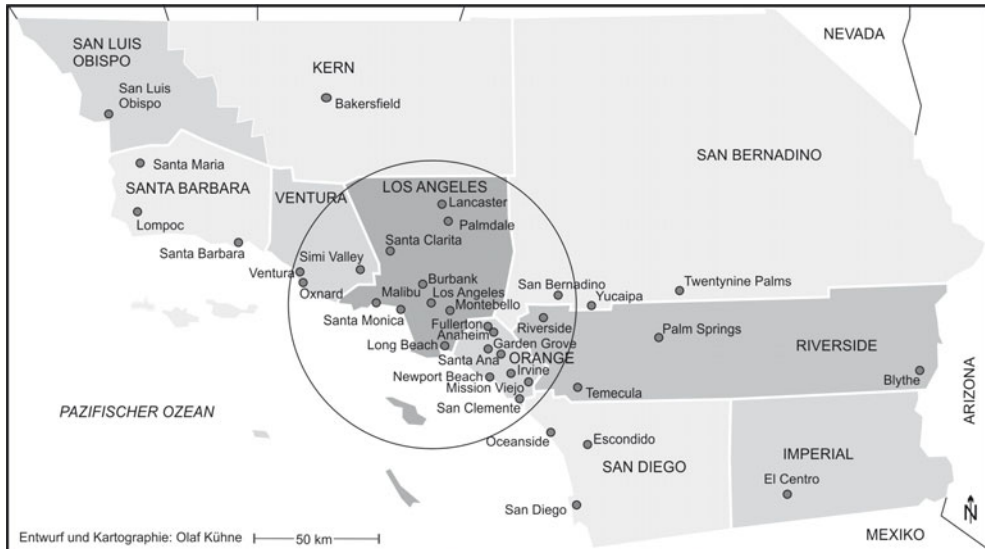 NEVADA
SAN LUIS
OBISPO
KERN
San Luis
Obispo
Bakersfield
SAN BERNADINO
Santa Maria
SANTA BARBARA
VENTURA
LOS ANGELES
Lancaster
Lompoc
Palmdale
Santa Clarita
Santa Barbara
Simi Valley
Ventura
Burbank
San Bernadino
Twentynine Palms
Oxnard
Malibu
Los Angeles
Yucaipa
Montebello
Santa Monica
Fullerton
Riverside
Anaheim
Palm Springs
Long Beach
Garden Grove
RIVERSIDE
Santa Ana
ORANGE
Irvine
Newport Beach
Mission Viejo
Temecula
Blythe
San Clemente
ARIZONA
PAZIFISCHER OZEAN
Oceanside
Escondido
IMPERIAL
SAN DIEGO
El Centro
San Diego
N
Entwurf und Kartographie: Olaf Kühne
50 km
MEXIKO